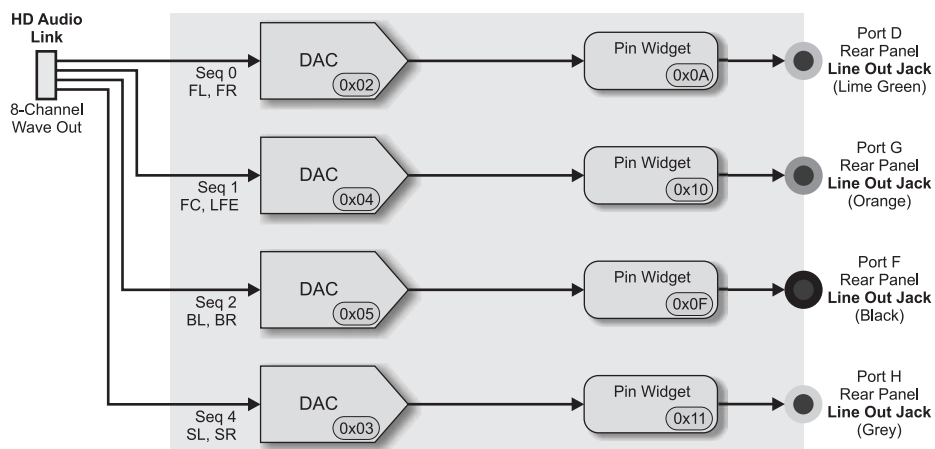 HD Audio
Link
8-Channel
Wave Out
Seq 0
FL, FR
DAC
0x02
Pin Widget
0x0A
Port D
Rear Panel
Line Out Jack
(Lime Green)
Seq 1
FC, LFE
DAC
0x04
Pin Widget
0x10
Port G
Rear Panel
Line Out Jack
(Orange)
Seq 2
BL, BR
DAC
0x05
Pin Widget
0x0F
Port F
Rear Panel
Line Out Jack
(Black)
Seq 4
SL, SR
DAC
0x03
Pin Widget
0x11
Port H
Rear Panel
Line Out Jack
(Grey)